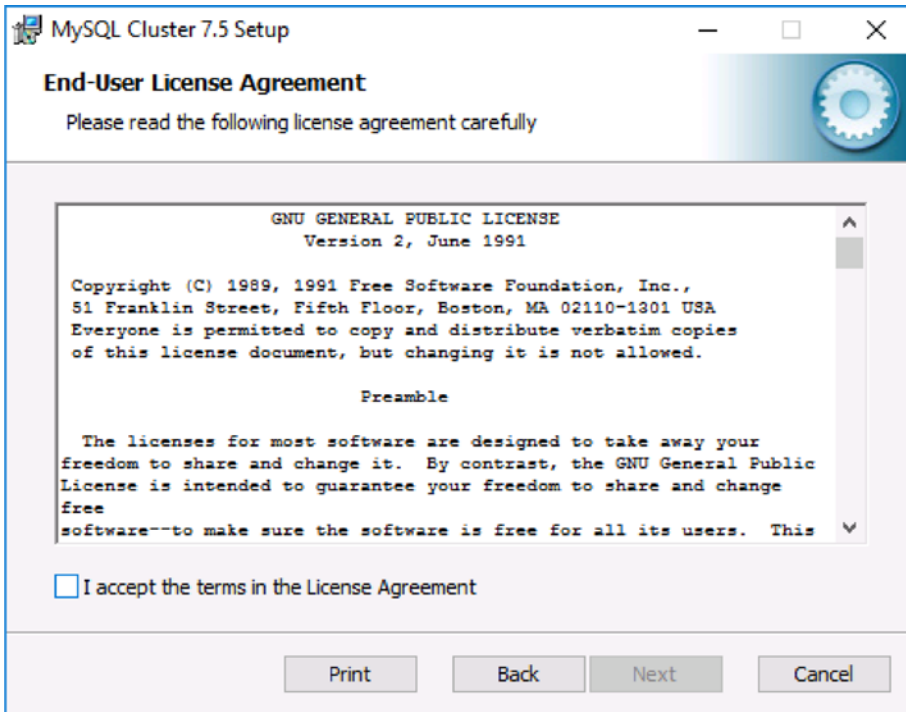 MySQL Cluster 7.5 Setup
End-User License Agreement
Please read the following license agreement carefully
GNU GENERAL PUBLIC LICENSE
Version 2, June 1991
Copyright (C) 1989, 1991 Free Software Foundation, Inc.,
51 Franklin Street, Fifth Floor, Boston, MA 02110-1301 USA
Everyone is permitted to copy and distribute verbatim copies
of this license document, but changing it is not allowed.
Preamble
The licenses for most software are designed to take away your
freedom to share and change it.  By contrast, the GNU General Public
License is intended to guarantee your freedom to share and change
free
software--to make sure the software is free for all its users.  This
I accept the terms in the License Agreement
Print Back Next Cancel